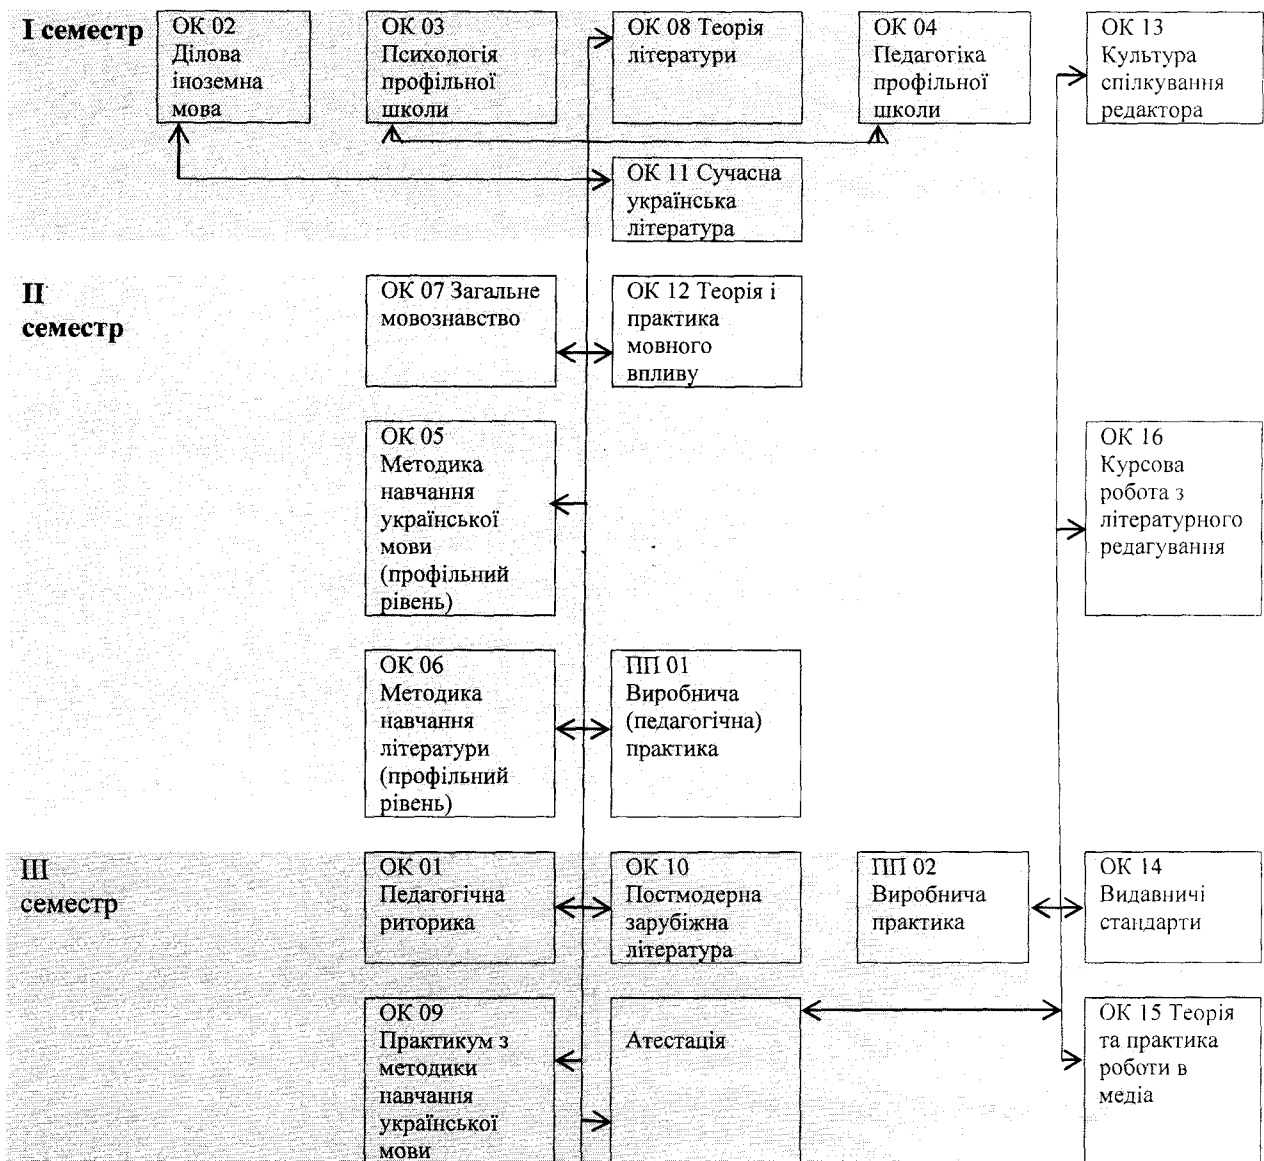 І семестр
ОК 02
Ділова
іноземна
мова
ОК 03
Психологія
профільної
школи
ОК 08 Теорія
літератури
ОК 04
Педагогіка
профільної
школи
ОК 13
Культура
спілкування
редактора
ОК 11 Сучасна
українська
література
ІІ
семестр
ОК 07 Загальне
мовознавство
ОК 12 Теорія і
практика
мовного
впливу
ОК 05
Методика
навчання
української
мови
(профільний
рівень)
ОК 16
Курсова
робота з
літературного
редагування
ОК 06
Методика
навчання
літератури
(профільний
рівень)
ПП 01
Виробнича
(педагогічна)
практика
ІІІ
семестр
ОК 01
Педагогічна
риторика
ОК 10
Постмодерна
зарубіжна
література
ПП 02
Виробнича
практика
ОК 14
Видавничі
стандарти
ОК 09
Практикум з
методики
навчання
української
мови
Атестація
ОК 15 Теорія
та практика
роботи в
медіа